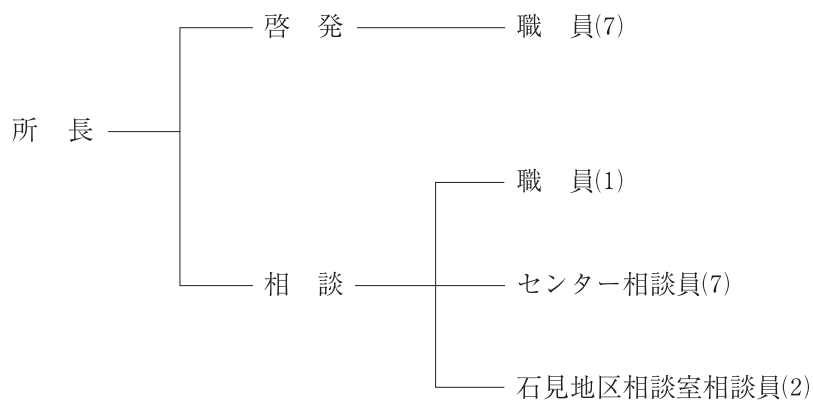 啓 発 職 員(7)
所 長
職 員(1)
相 談 センター相談員(7)
石見地区相談室相談員(2)